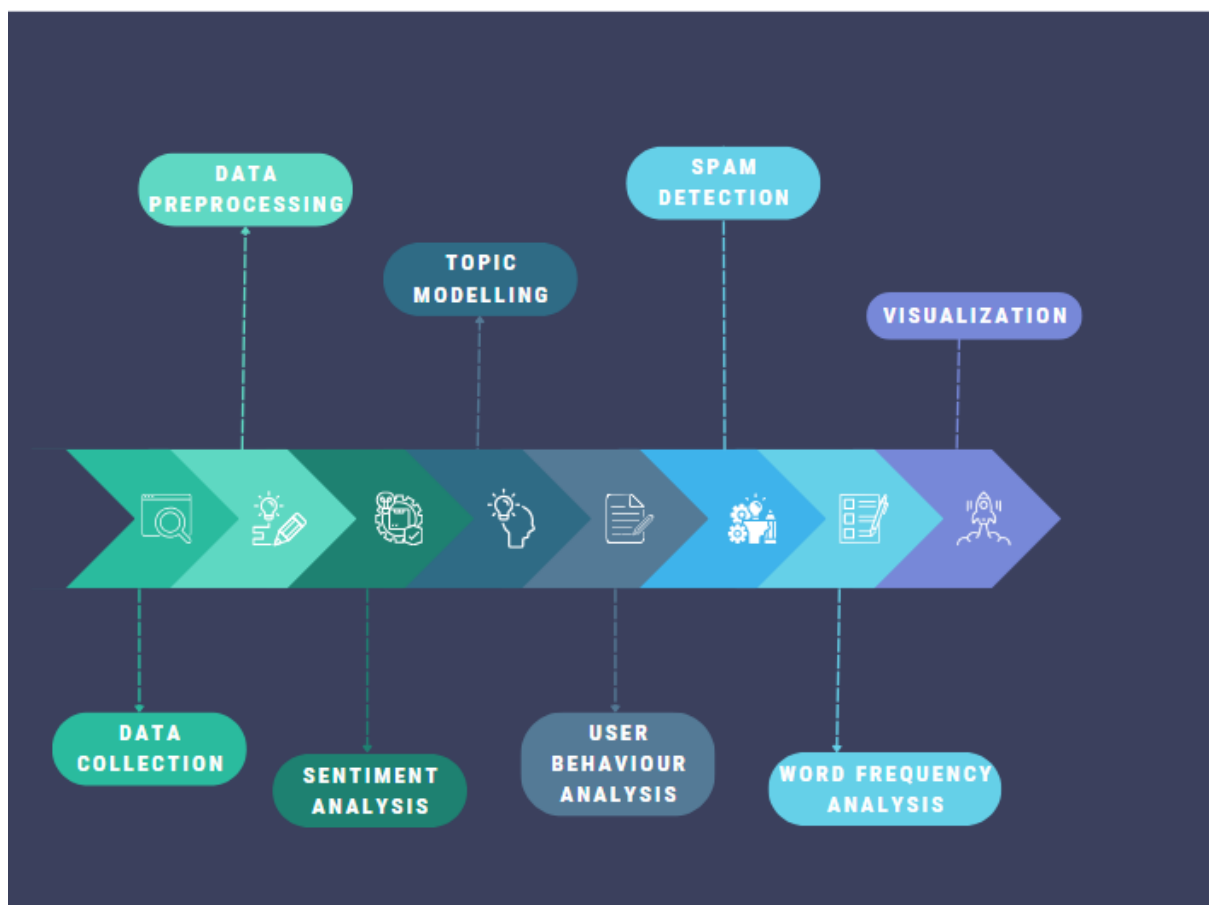 DATA
PREPROCESSING
SPAM
DETECTION
TOPIC
MODELLING
VISUALIZATION
DATA
COLLECTION
SENTIMENT
ANALYSIS
USER
BEHAVIOUR
ANALYSIS
WORD FREQUENCY
ANALYSIS